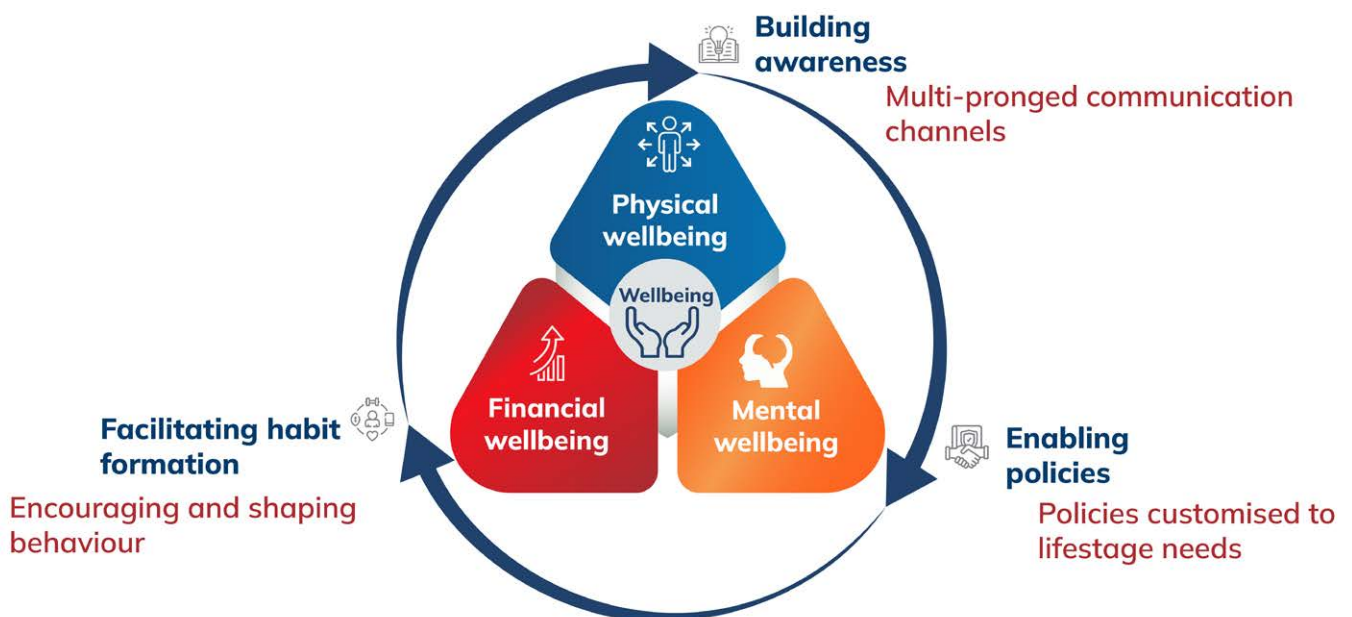 Building
awareness
Multi-pronged communication
channels
Physical
wellbeing
Wellbeing
Financial
wellbeing
Mental
wellbeing
Facilitating habit
formation
Encouraging and shaping
behaviour
Enabling
policies
Policies customised to
lifestage needs